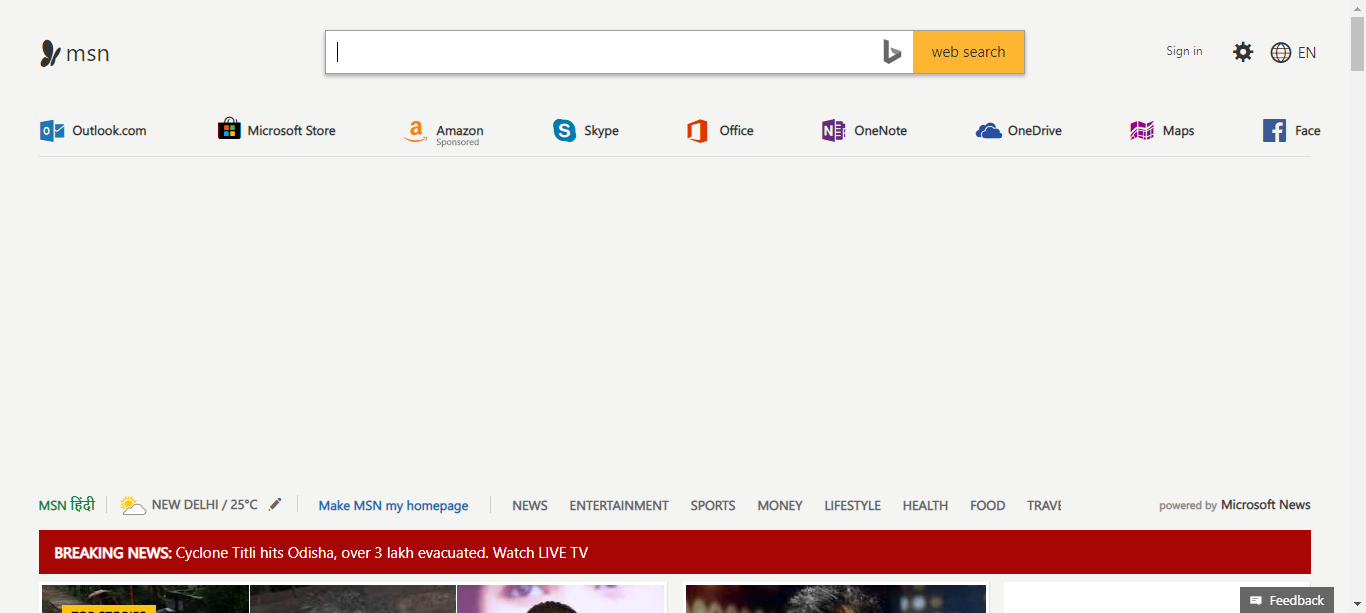 msn
web search
Sign in
EN
Outlook.com
Microsoft Store
Amazon
Sponsored
Skype
Office
OneNote
OneDrive
Maps
Face
MSN हिंदी
NEW DELHI / 25°C
Make MSN my homepage
NEWS
ENTERTAINMENT
SPORTS
MONEY
LIFESTYLE
HEALTH
FOOD
TRAVE
powered by Microsoft News
BREAKING NEWS: Cyclone Titli hits Odisha, over 3 lakh evacuated. Watch LIVE TV
TOP STORIES
Feedback